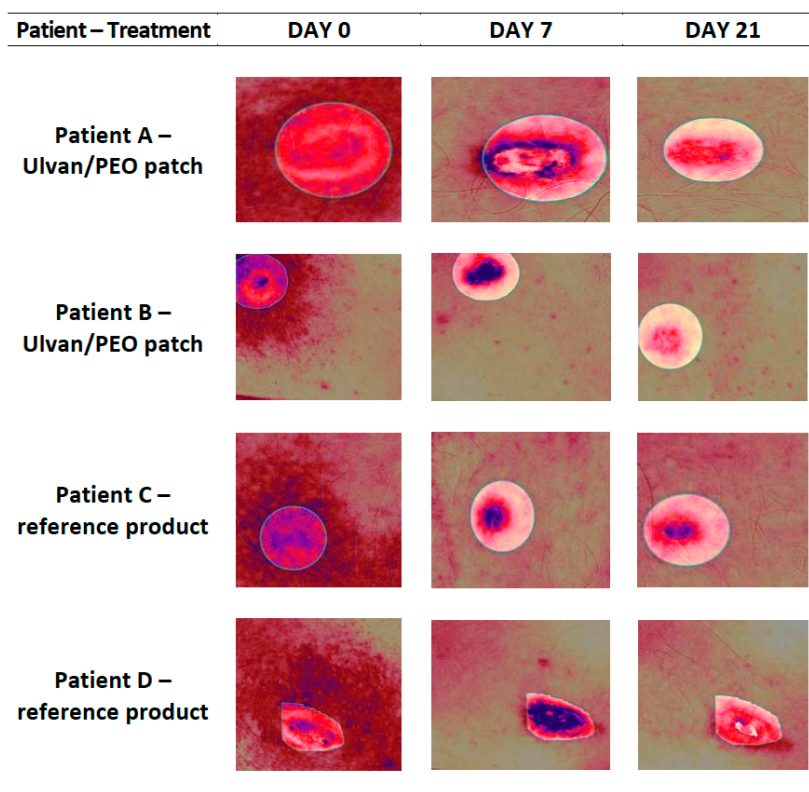 Patient – Treatment DAY 0 DAY 7 DAY 21
Patient A –
Ulvan/PEO patch
Patient B –
Ulvan/PEO patch
Patient C –
reference product
Patient D –
reference product